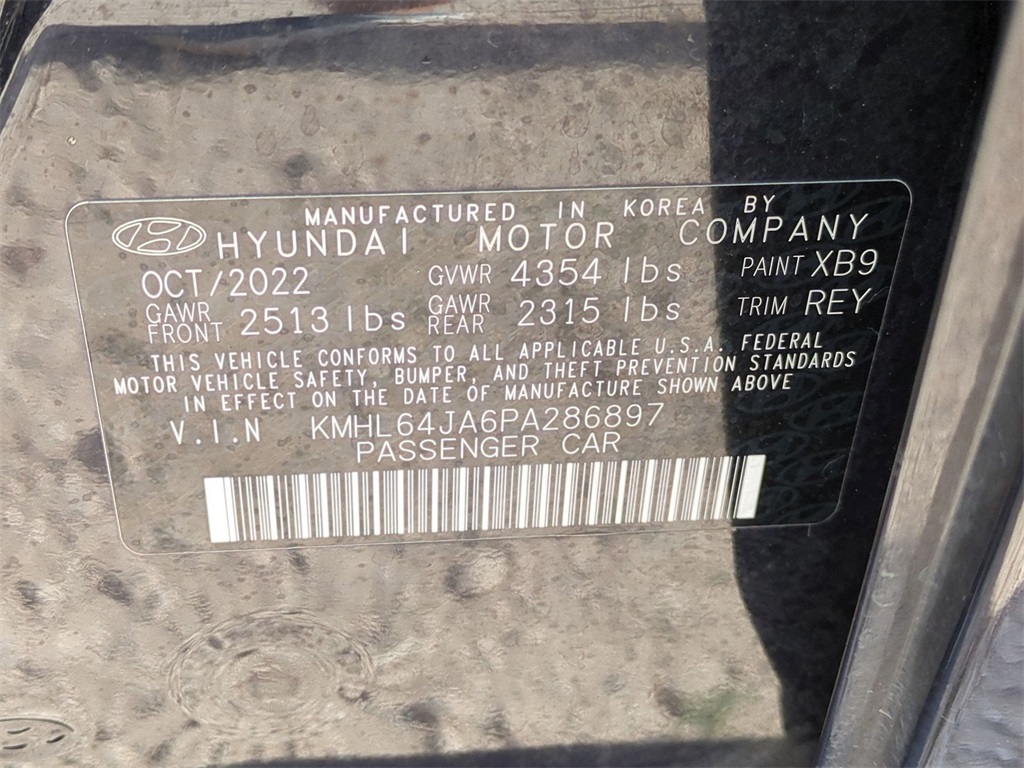 MANUFACTURED IN KOREA BY
HYUNDAI MOTOR COMPANY
OCT/2022 GVWR 4354 lbs PAINT XB9
GAWR FRONT 2513 lbs GAWR REAR 2315 lbs TRIM REY
THIS VEHICLE CONFORMS TO ALL APPLICABLE U.S.A. FEDERAL
MOTOR VEHICLE SAFETY, BUMPER, AND THEFT PREVENTION STANDARDS
IN EFFECT ON THE DATE OF MANUFACTURE SHOWN ABOVE
V.I.N KMHL64JA6PA286897
PASSENGER CAR